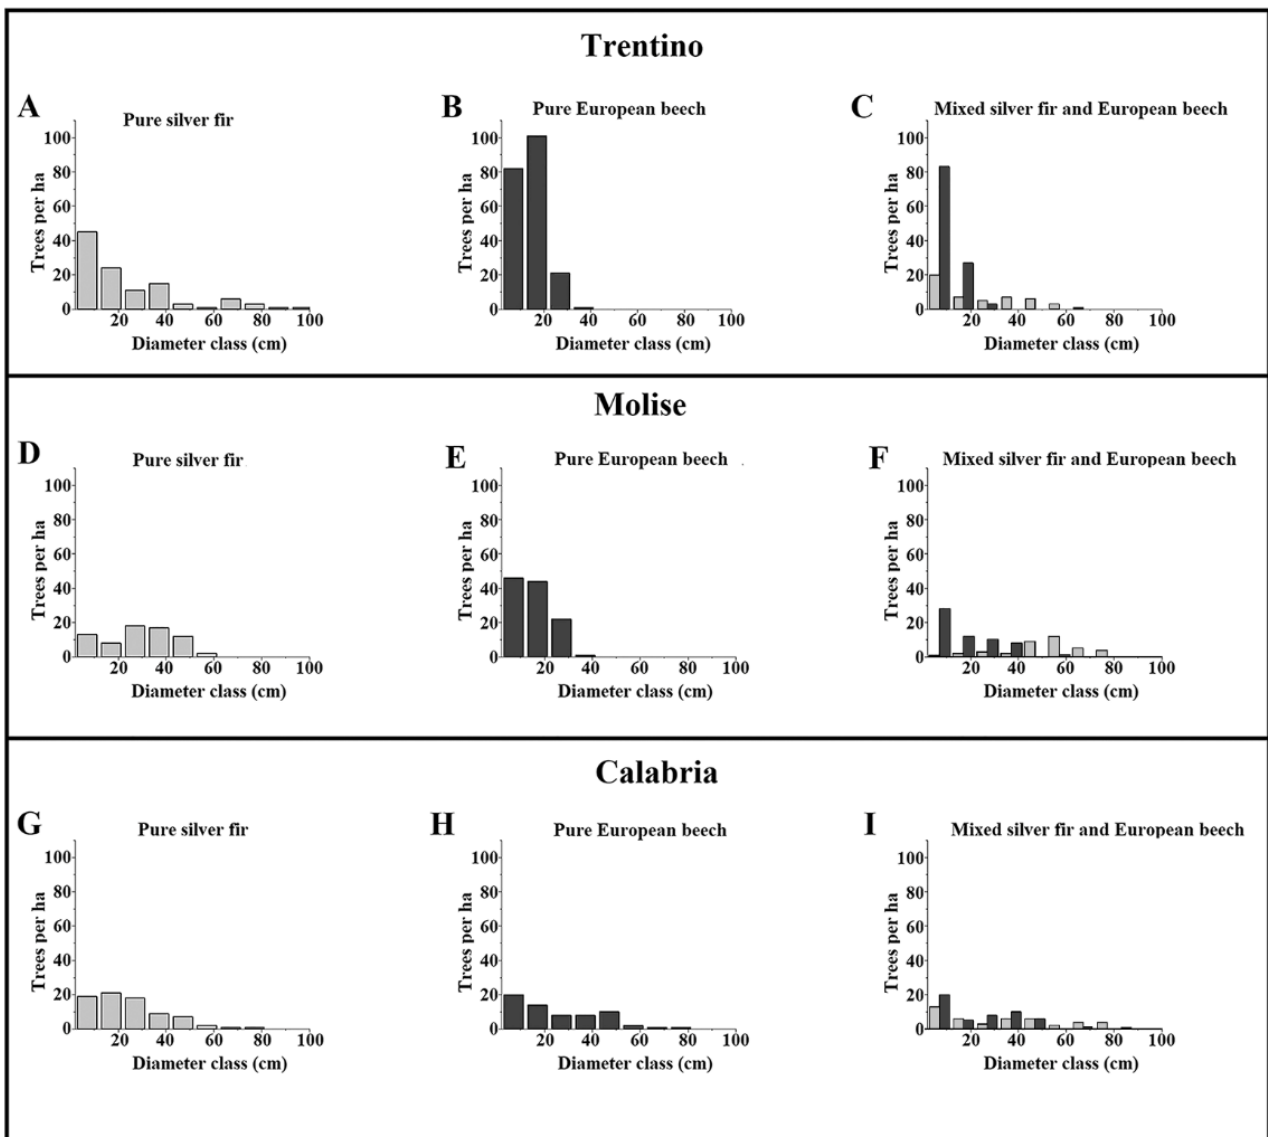 Trentino
A
Pure silver fir
Trees per ha
100
80
60
40
20
0
20 40 60 80 100
Diameter class (cm)
B
Pure European beech
Trees per ha
100
80
60
40
20
0
20 40 60 80 100
Diameter class (cm)
C
Mixed silver fir and European beech
Trees per ha
100
80
60
40
20
0
20 40 60 80 100
Diameter class (cm)
Molise
D
Pure silver fir
Trees per ha
100
80
60
40
20
0
20 40 60 80 100
Diameter class (cm)
E
Pure European beech
Trees per ha
100
80
60
40
20
0
20 40 60 80 100
Diameter class (cm)
F
Mixed silver fir and European beech
Trees per ha
100
80
60
40
20
0
20 40 60 80 100
Diameter class (cm)
Calabria
G
Pure silver fir
Trees per ha
100
80
60
40
20
0
20 40 60 80 100
Diameter class (cm)
H
Pure European beech
Trees per ha
100
80
60
40
20
0
20 40 60 80 100
Diameter class (cm)
I
Mixed silver fir and European beech
Trees per ha
100
80
60
40
20
0
20 40 60 80 100
Diameter class (cm)